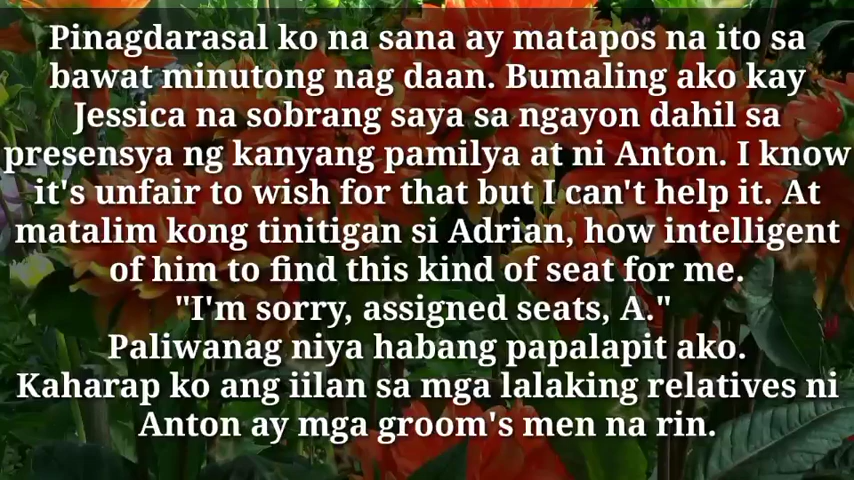 Pinagdarasal ko na sana ay matapos na ito sa
bawat minutong nag daan. Bumaling ako kay
Jessica na sobrang saya sa ngayon dahil sa
presensya ng kanyang pamilya at ni Anton. I know
it's unfair to wish for that but I can't help it. At
matalim kong tinitigan si Adrian, how intelligent
of him to find this kind of seat for me.
"I'm sorry, assigned seats, A."
Paliwanag niya habang papalapit ako.
Kaharap ko ang iilan sa mga lalaking relatives ni
Anton ay mga groom's men na rin.